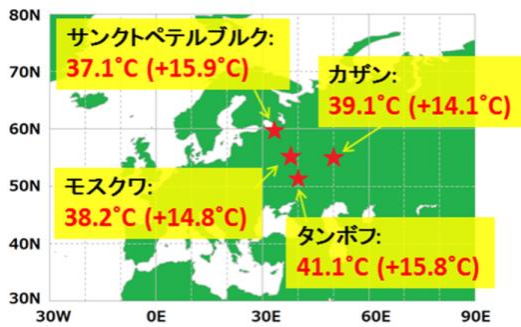 80N
サンクトペテルブルク:
37.1˚C (+15.9˚C)
70N
カザン:
39.1˚C (+14.1˚C)
60N
50N
モスクワ:
38.2˚C (+14.8˚C)
40N
タンボフ:
41.1˚C (+15.8˚C)
30N
30W
0E
30E
60E
90E